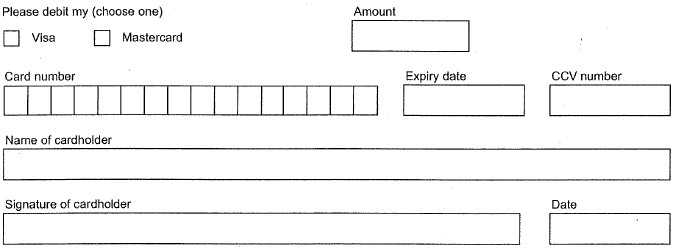 Please debit my (choose one)
Amount
Visa Mastercard
Card number Expiry date CCV number
Name of cardholder
Signature of cardholder Date